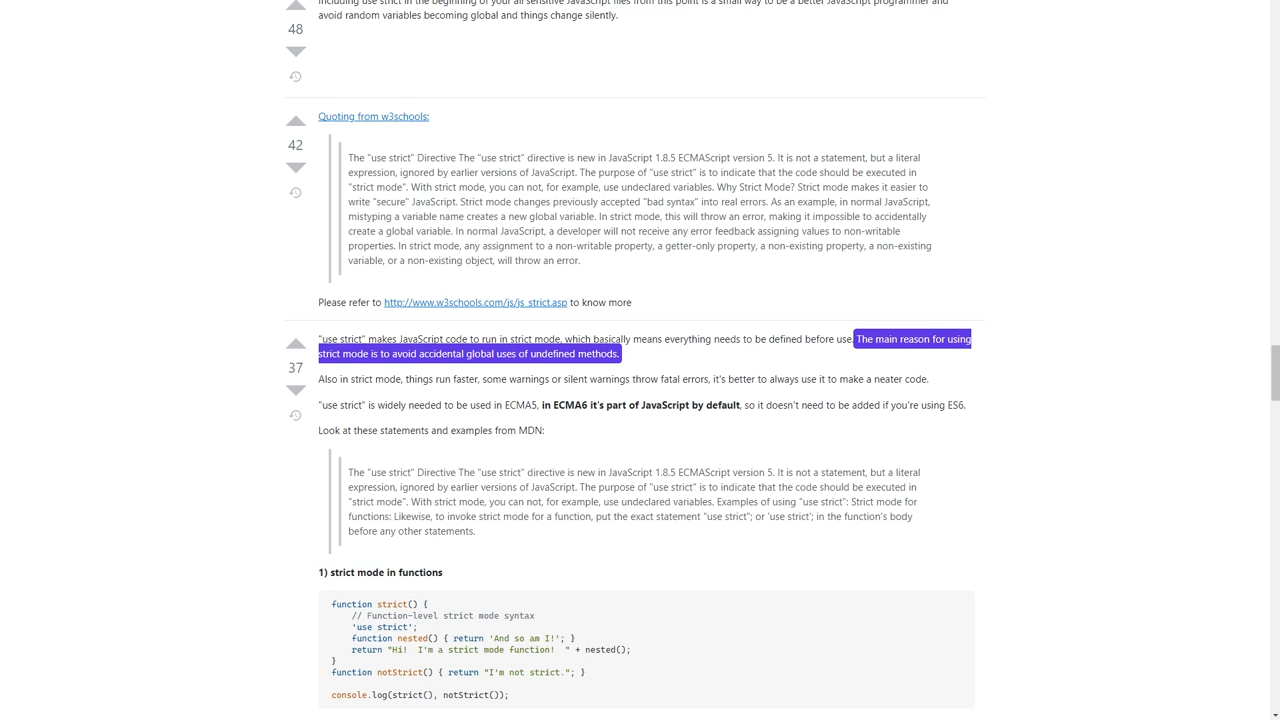 including use strict in the beginning of your all sensitive JavaScript files from this point is a small way to be a better JavaScript programmer and
avoid random variables becoming global and things change silently.
48
Quoting from w3schools:
42
The "use strict" Directive The "use strict" directive is new in JavaScript 1.8.5 ECMAScript version 5. It is not a statement, but a literal
expression, ignored by earlier versions of JavaScript. The purpose of "use strict" is to indicate that the code should be executed in
"strict mode". With strict mode, you can not, for example, use undeclared variables. Why Strict Mode? Strict mode makes it easier to
write "secure" JavaScript. Strict mode changes previously accepted "bad syntax" into real errors. As an example, in normal JavaScript,
mistyping a variable name creates a new global variable. In strict mode, this will throw an error, making it impossible to accidentally
create a global variable. In normal JavaScript, a developer will not receive any error feedback assigning values to non-writable
properties. In strict mode, any assignment to a non-writable property, a getter-only property, a non-existing property, a non-existing
variable, or a non-existing object, will throw an error.
Please refer to http://www.w3schools.com/js/js_strict.asp to know more
"use strict" makes JavaScript code to run in strict mode, which basically means everything needs to be defined before use. The main reason for using
strict mode is to avoid accidental global uses of undefined methods.
37
Also in strict mode, things run faster, some warnings or silent warnings throw fatal errors, it's better to always use it to make a neater code.
"use strict" is widely needed to be used in ECMA5, in ECMA6 it's part of JavaScript by default, so it doesn't need to be added if you're using ES6.
Look at these statements and examples from MDN:
The "use strict" Directive The "use strict" directive is new in JavaScript 1.8.5 ECMAScript version 5. It is not a statement, but a literal
expression, ignored by earlier versions of JavaScript. The purpose of "use strict" is to indicate that the code should be executed in
"strict mode". With strict mode, you can not, for example, use undeclared variables. Examples of using "use strict": Strict mode for
functions: Likewise, to invoke strict mode for a function, put the exact statement "use strict"; or 'use strict'; in the function's body
before any other statements.
1) strict mode in functions
function strict() {
// Function-level strict mode syntax
'use strict';
function nested() { return 'And so am I!'; }
return "Hi!  I'm a strict mode function!  " + nested();
}
function notStrict() { return "I'm not strict."; }
console.log(strict(), notStrict());